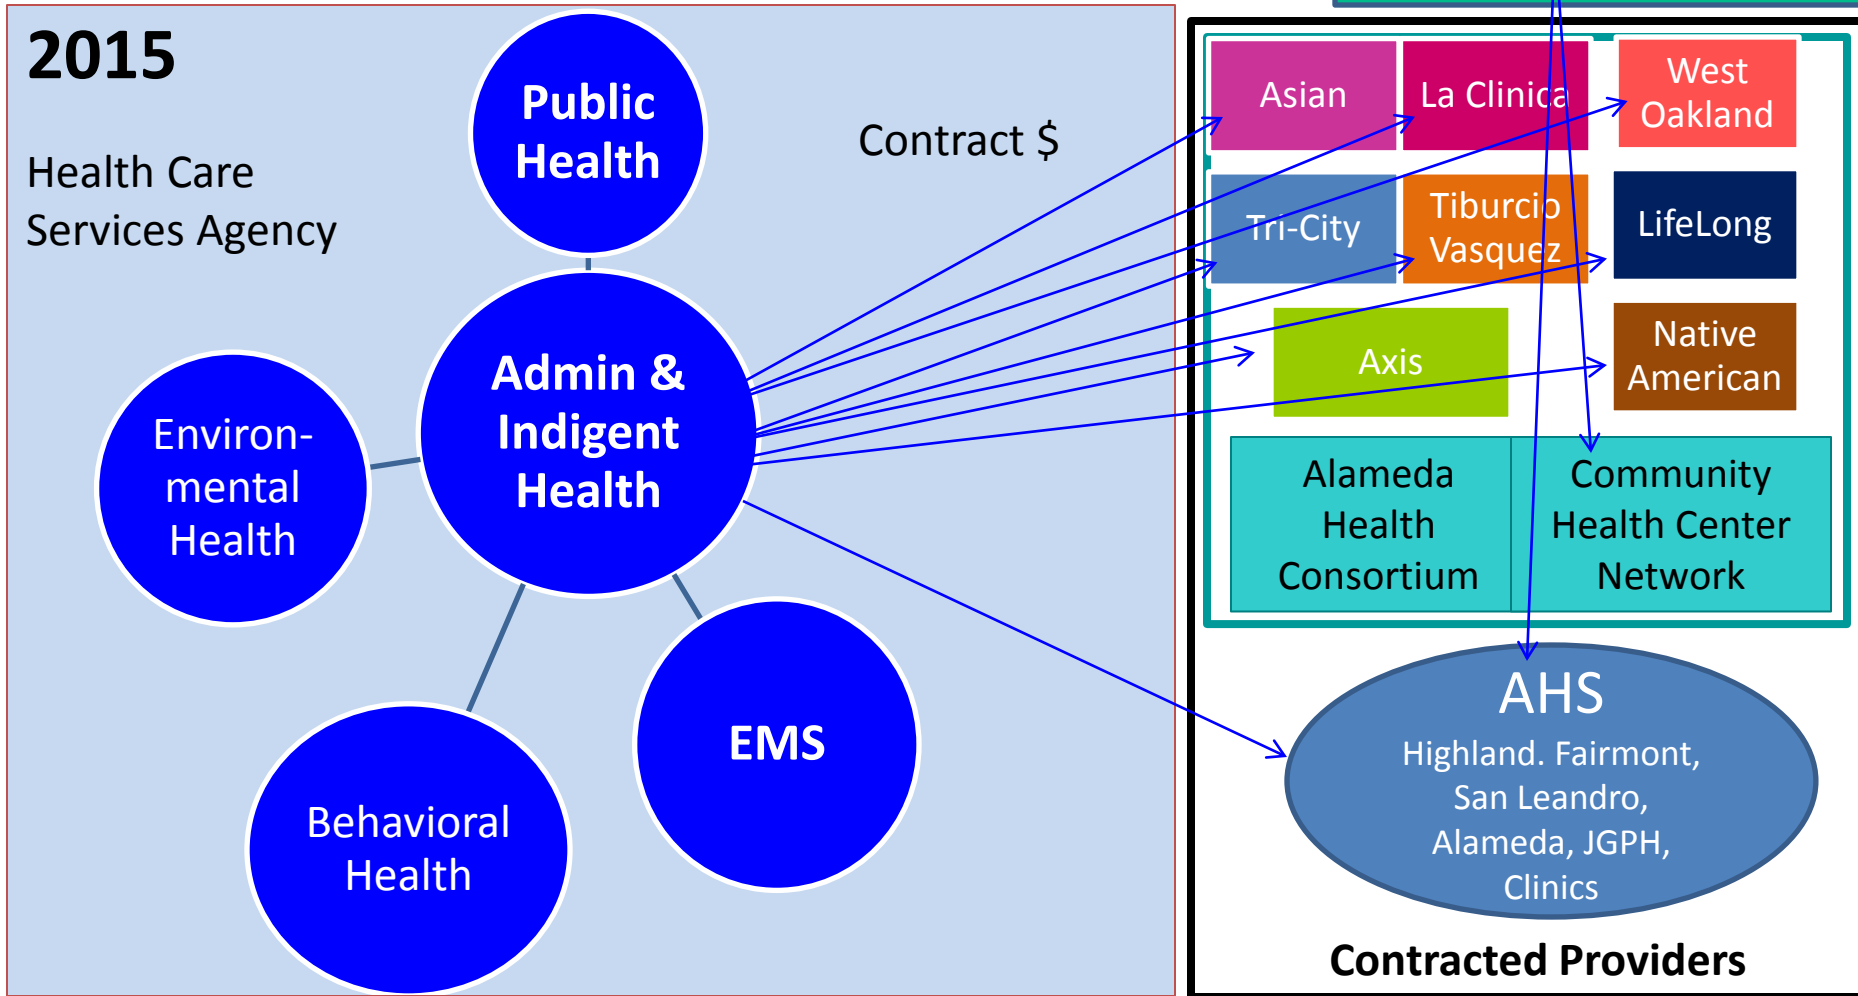 2015
Health Care
Services Agency
Public
Health
Contract $
Admin &
Indigent
Health
Environ-
mental
Health
Behavioral
Health
EMS
Asian
La Clinica
West
Oakland
Tri-City
Tiburcio
Vasquez
LifeLong
Axis
Native
American
Alameda
Health
Consortium
Community
Health Center
Network
AHS
Highland. Fairmont,
San Leandro,
Alameda, JGPH,
Clinics
Contracted Providers